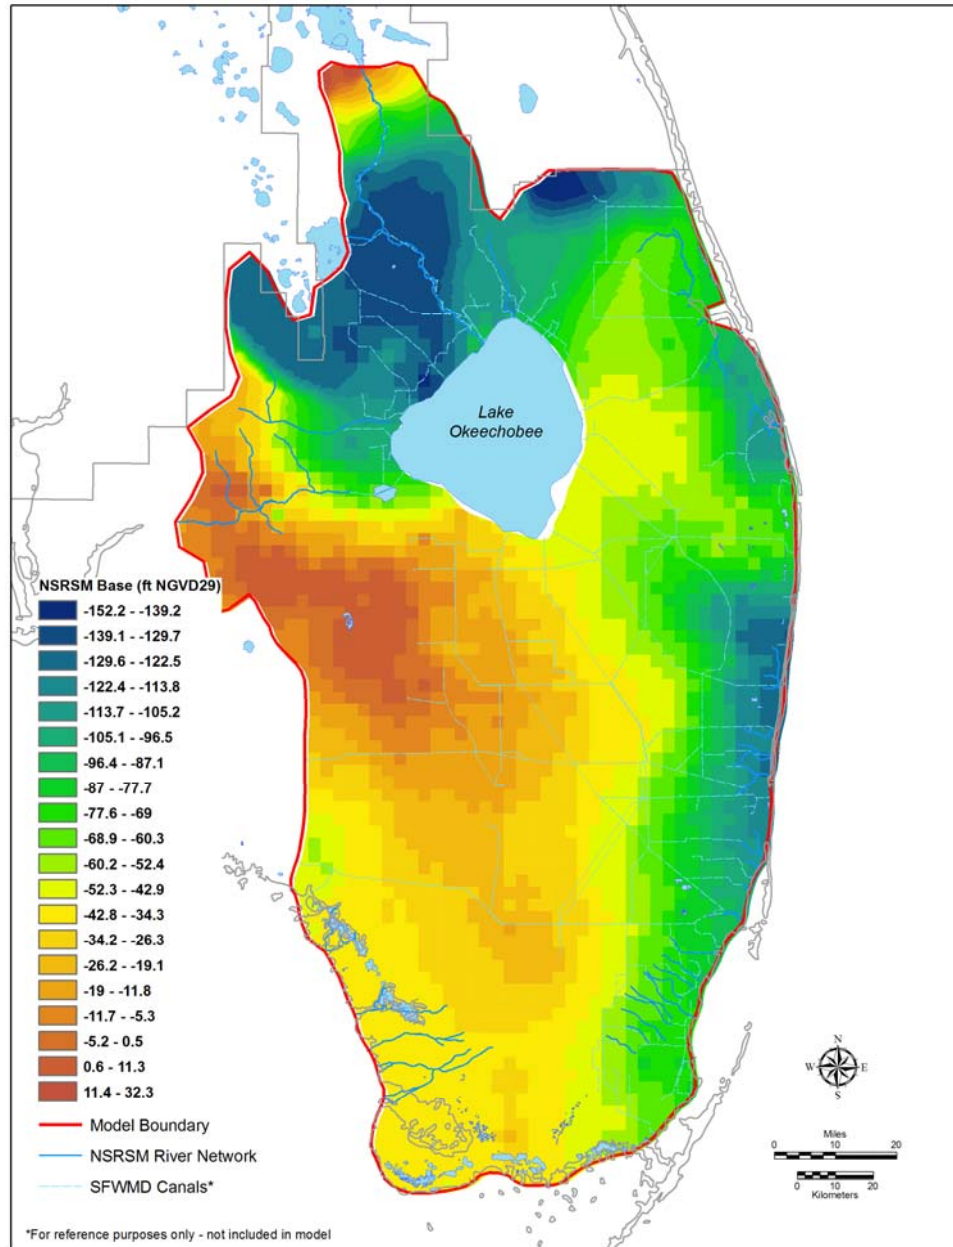 Lake
Okeechobee
NSRSM Base (ft NGVD29)
-152.2 - -139.2
-139.1 - -129.7
-129.6 - -122.5
-122.4 - -113.8
-113.7 - -105.2
-105.1 - -96.5
-96.4 - -87.1
-87 - -77.7
-77.6 - -69
-68.9 - -60.3
-60.2 - -52.4
-52.3 - -42.9
-42.8 - -34.3
-34.2 - -26.3
-26.2 - -19.1
-19 - -11.8
-11.7 - -5.3
-5.2 - 0.5
0.6 - 11.3
11.4 - 32.3
Model Boundary
NSRSM River Network
SFWMD Canals*
N
W E
S
Miles
0 10 20
0 10 20
Kilometers
*For reference purposes only - not included in model